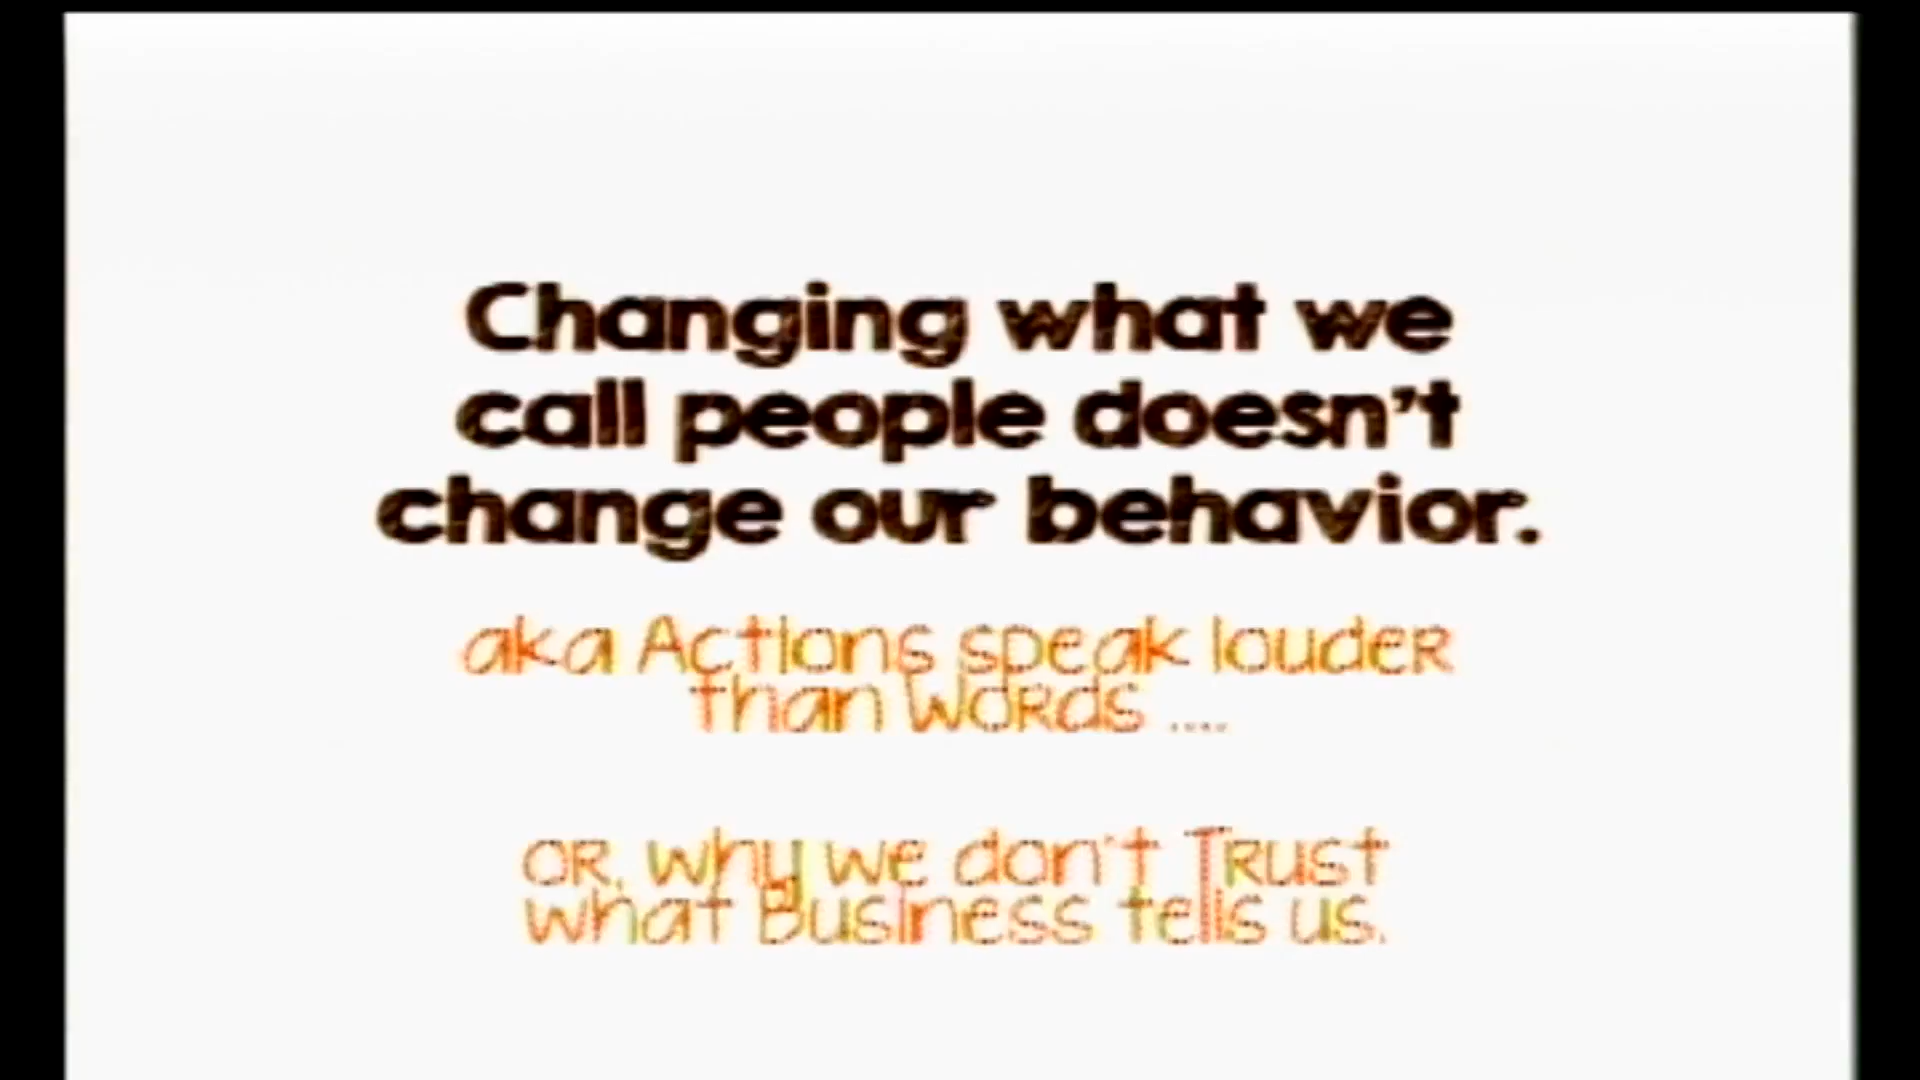 Changing what we
call people doesn't
change our behavior.
aka Actions speak louder
than Words ....
or, why we don't Trust
what Business tells us.